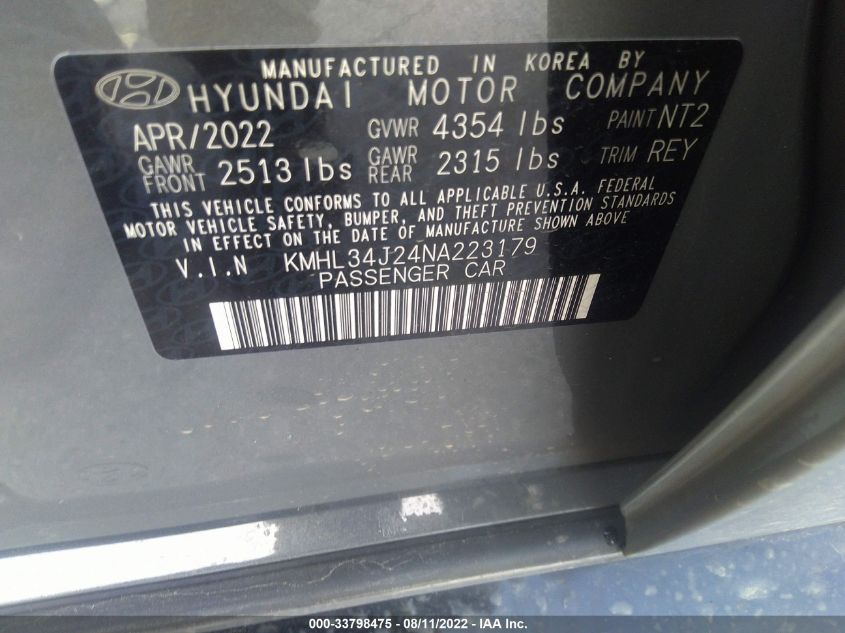 MANUFACTURED IN KOREA BY
HYUNDAI MOTOR COMPANY
APR/2022 GVWR 4354 lbs PAINT NT2
GAWR FRONT 2513 lbs GAWR REAR 2315 lbs TRIM REY
THIS VEHICLE CONFORMS TO ALL APPLICABLE U.S.A. FEDERAL
MOTOR VEHICLE SAFETY, BUMPER, AND THEFT PREVENTION STANDARDS
IN EFFECT ON THE DATE OF MANUFACTURE SHOWN ABOVE
V.I.N KMHL34J24NA223179
PASSENGER CAR
000-33798475 - 08/11/2022 - IAA Inc.